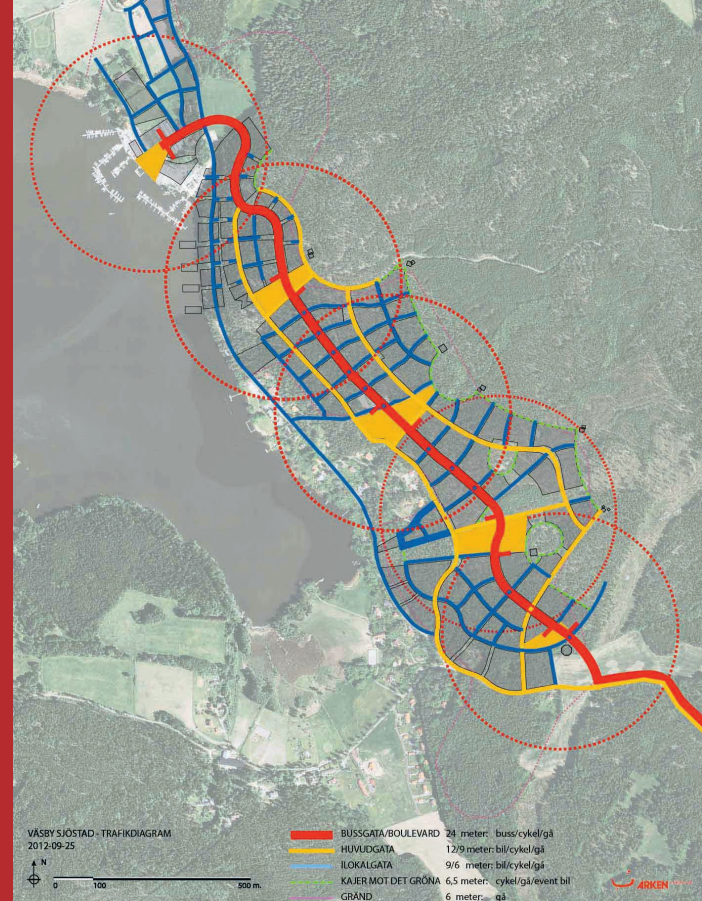 VÄSBY SJÖSTAD - TRAFIKDIAGRAM
2012-09-25
N
0 100 500 m.
BUSSGATA/BOULEVARD 24 meter: buss/cykel/gå
HUVUDGATA 12/9 meter: bil/cykel/gå
ILOKALGATA 9/6 meter: bil/cykel/gå
KAJER MOT DET GRÖNA 6,5 meter: cykel/gå/event bil
GRÄND 6 meter: gå
ARKEN